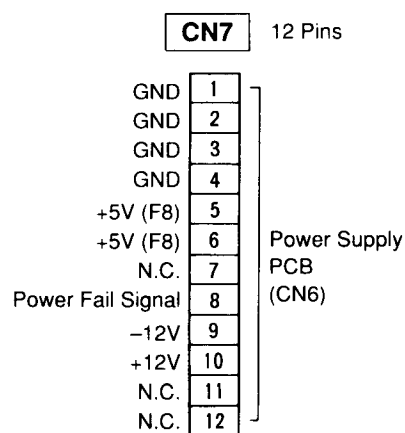 CN7 12 Pins
GND 1
GND 2
GND 3
GND 4
+5V (F8) 5
+5V (F8) 6
N.C. 7
Power Fail Signal 8
–12V 9
+12V 10
N.C. 11
N.C. 12
Power Supply
PCB
(CN6)